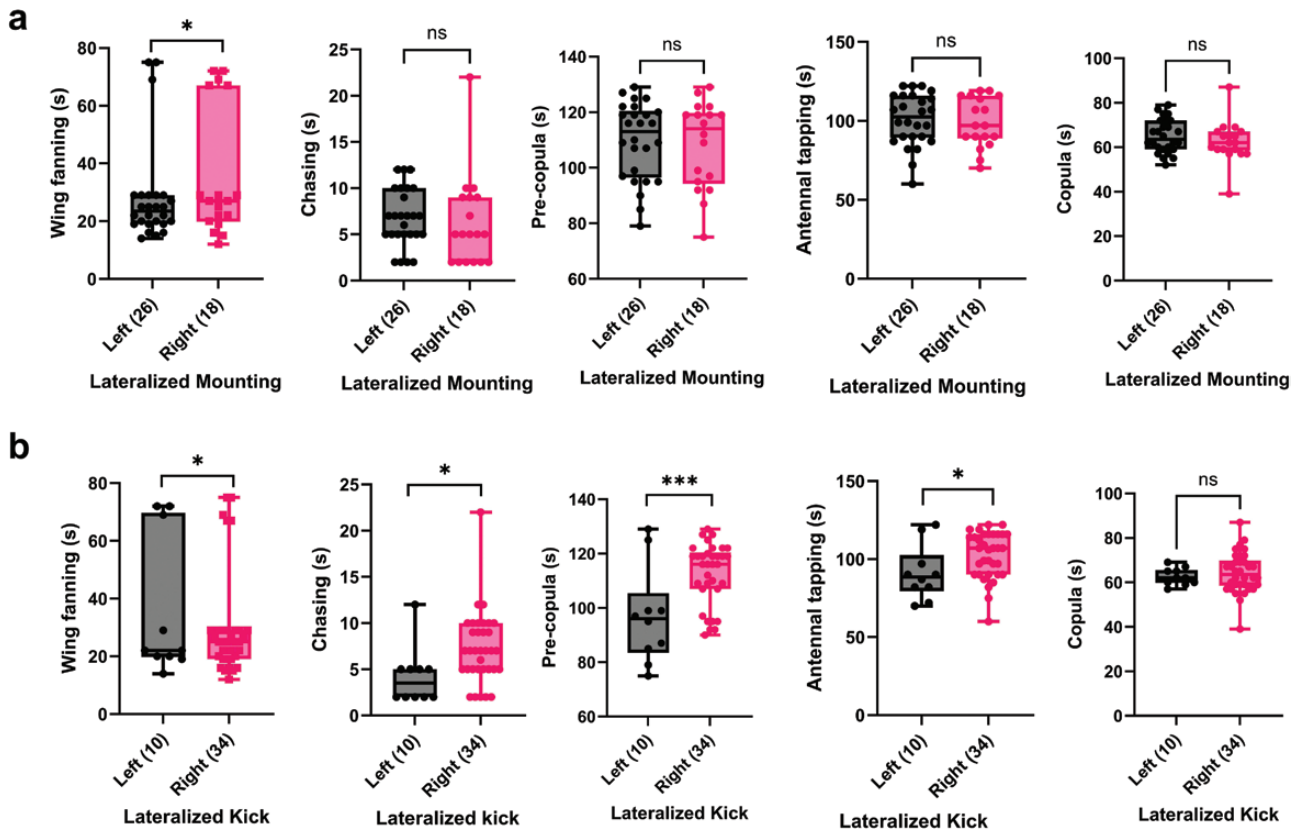 a
Wing fanning (s)
80
60
40
20
0
*
Left (26)
Right (18)
Lateralized Mounting
Chasing (s)
25
20
15
10
5
0
ns
Left (26)
Right (18)
Lateralized Mounting
Pre-copula (s)
140
120
100
80
60
ns
Left (26)
Right (18)
Lateralized Mounting
Antennal tapping (s)
150
100
50
0
ns
Left (26)
Right (18)
Lateralized Mounting
Copula (s)
100
80
60
40
20
0
ns
Left (26)
Right (18)
Lateralized Mounting
b
Wing fanning (s)
80
60
40
20
0
*
Left (10)
Right (34)
Lateralized Kick
Chasing (s)
25
20
15
10
5
0
*
Left (10)
Right (34)
Lateralized kick
Pre-copula (s)
140
120
100
80
60
***
Left (10)
Right (34)
Lateralized Kick
Antennal tapping (s)
150
100
50
0
*
Left (10)
Right (34)
Lateralized Kick
Copula (s)
100
80
60
40
20
0
ns
Left (10)
Right (34)
Lateralized Kick